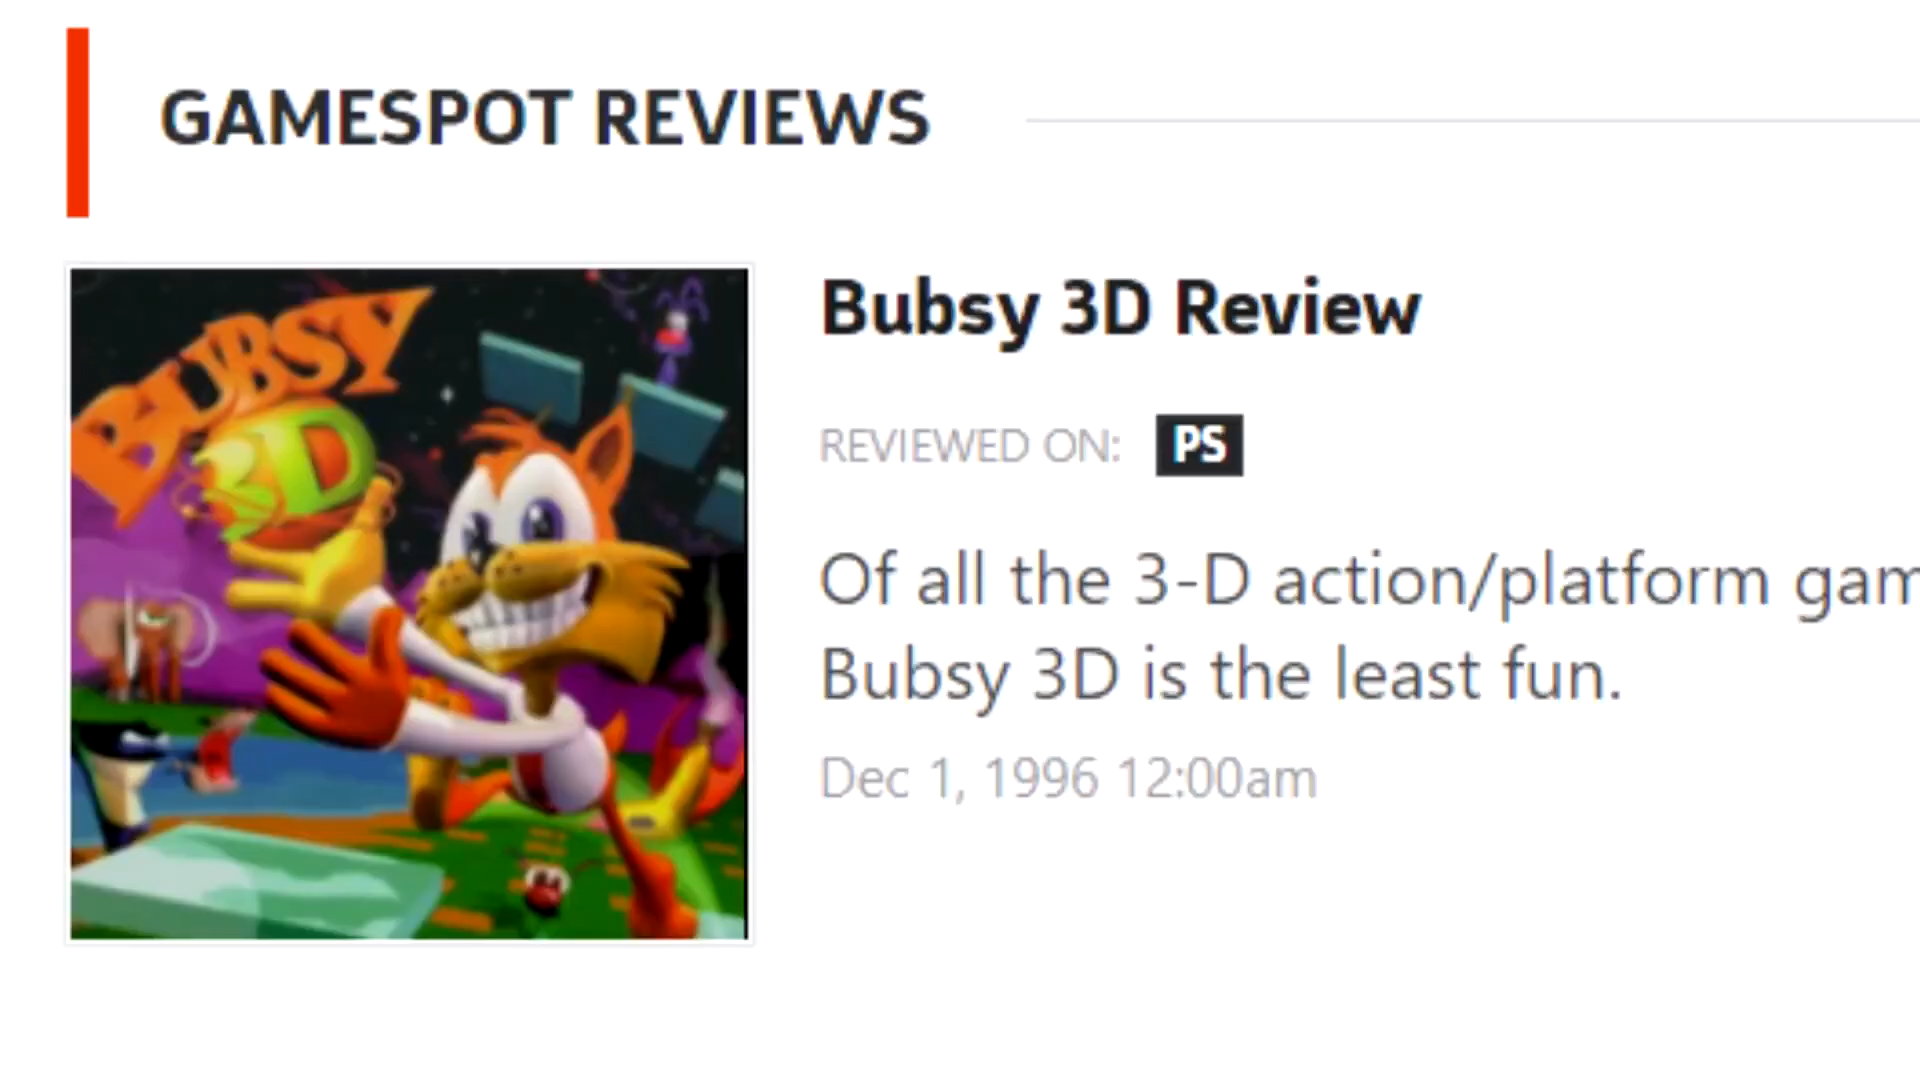 GAMESPOT REVIEWS
BUBSY
3D
Bubsy 3D Review
REVIEWED ON: PS
Of all the 3-D action/platform gam
Bubsy 3D is the least fun.
Dec 1, 1996 12:00am